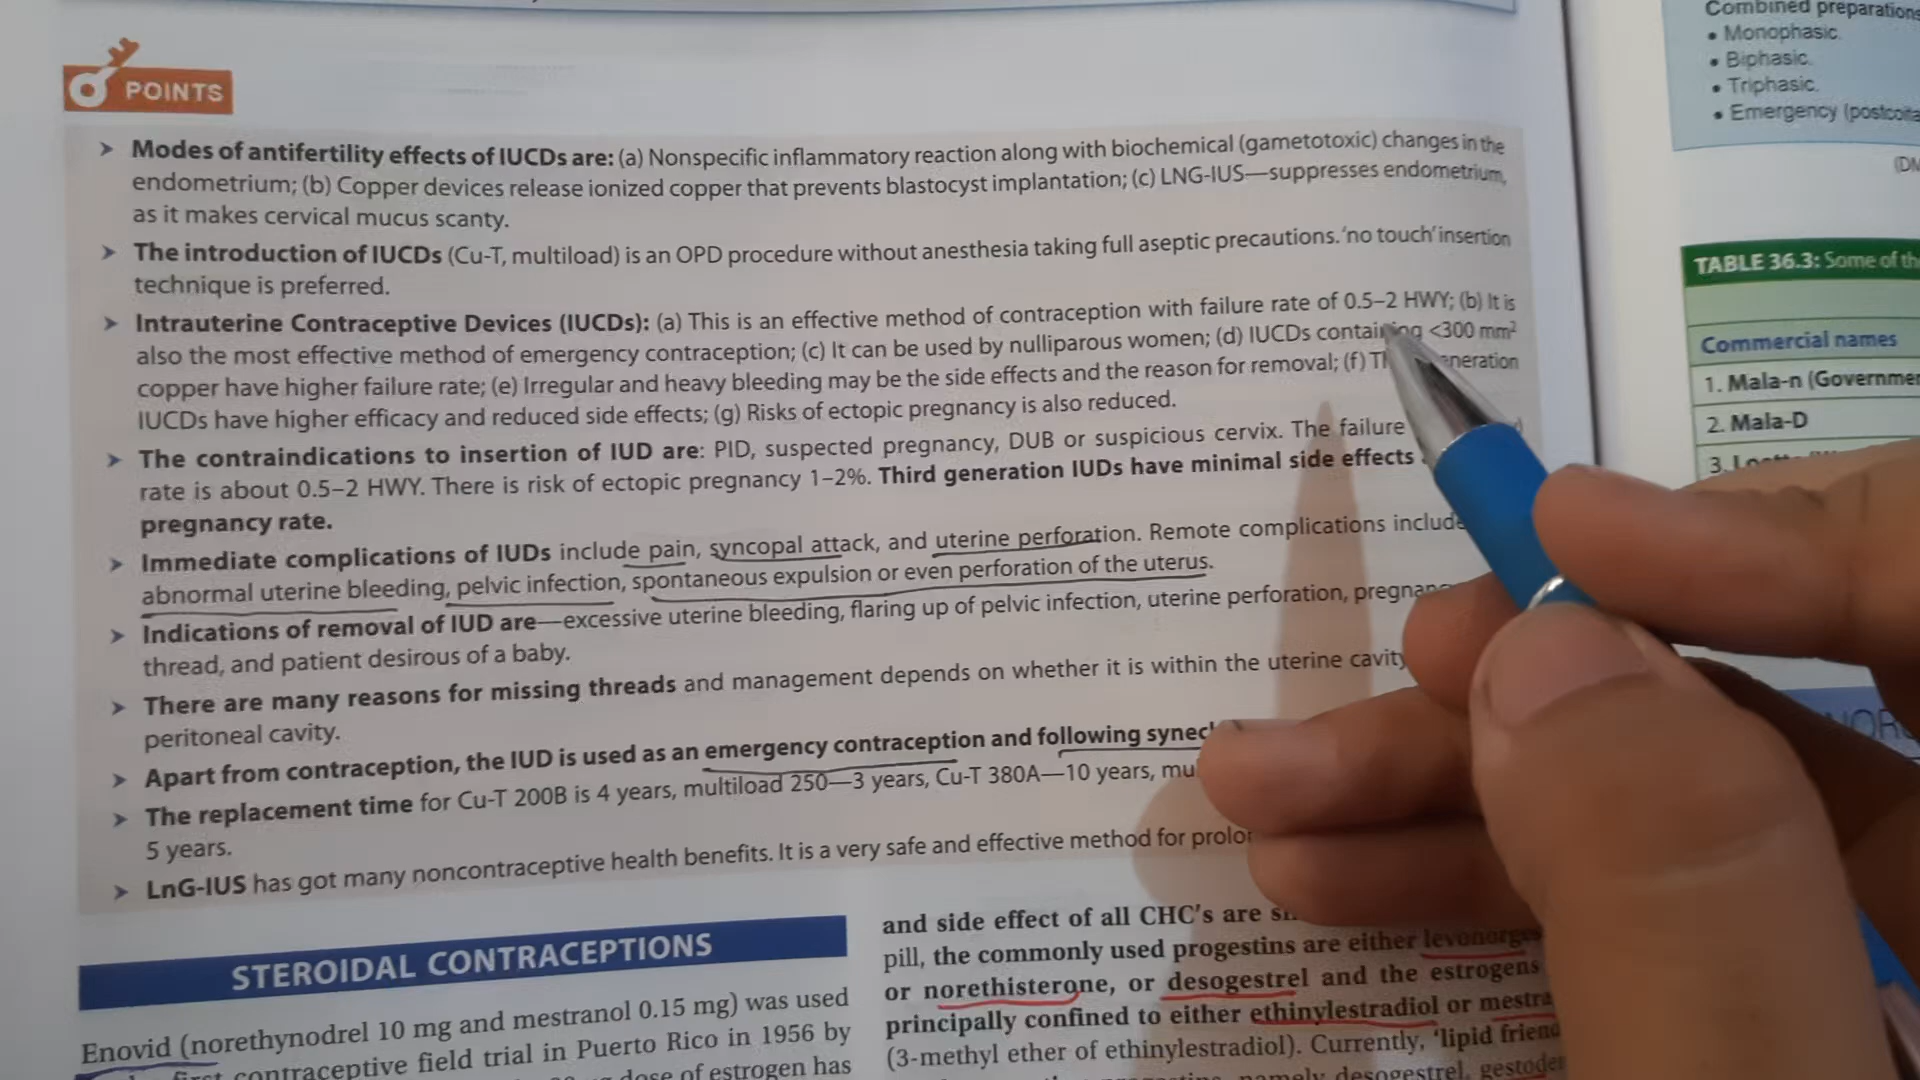 POINTS
➤ Modes of antifertility effects of IUCDs are: (a) Nonspecific inflammatory reaction along with biochemical (gametotoxic) changes in the
endometrium; (b) Copper devices release ionized copper that prevents blastocyst implantation; (c) LNG-IUS—suppresses endometrium,
as it makes cervical mucus scanty.
➤ The introduction of IUCDs (Cu-T, multiload) is an OPD procedure without anesthesia taking full aseptic precautions. 'no touch' insertion
technique is preferred.
➤ Intrauterine Contraceptive Devices (IUCDs): (a) This is an effective method of contraception with failure rate of 0.5–2 HWY; (b) It is
also the most effective method of emergency contraception; (c) It can be used by nulliparous women; (d) IUCDs containing <300 mm²
copper have higher failure rate; (e) Irregular and heavy bleeding may be the side effects and the reason for removal; (f)
IUCDs have higher efficacy and reduced side effects; (g) Risks of ectopic pregnancy is also reduced.
➤ The contraindications to insertion of IUD are: PID, suspected pregnancy, DUB or suspicious cervix. The failure
rate is about 0.5–2 HWY. There is risk of ectopic pregnancy 1–2%. Third generation IUDs have minimal side effects
pregnancy rate.
➤ Immediate complications of IUDs include pain, syncopal attack, and uterine perforation. Remote complications include
abnormal uterine bleeding, pelvic infection, spontaneous expulsion or even perforation of the uterus.
➤ Indications of removal of IUD are—excessive uterine bleeding, flaring up of pelvic infection, uterine perforation,
thread, and patient desirous of a baby.
➤ There are many reasons for missing threads and management depends on whether it is within the uterine cavity
peritoneal cavity.
➤ Apart from contraception, the IUD is used as an emergency contraception and following
➤ The replacement time for Cu-T 200B is 4 years, multiload 250—3 years, Cu-T 380A—10 years,
5 years.
➤ LnG-IUS has got many noncontraceptive health benefits. It is a very safe and effective method for
STEROIDAL CONTRACEPTIONS
Enovid (norethynodrel 10 mg and mestranol 0.15 mg) was used
contraceptive field trial in Puerto Rico in 1956 by
dose of estrogen has
and side effect of all CHC's are
pill, the commonly used progestins are either
or norethisterone, or desogestrel and the estrogens
principally confined to either ethinylestradiol or
(3-methyl ether of ethinylestradiol). Currently, 'lipid
namely desogestrel,
Combined preparations
• Monophasic.
• Biphasic.
• Triphasic.
• Emergency
TABLE 36.3: Some of
Commercial names
1. Mala-n
2. Mala-D
3.